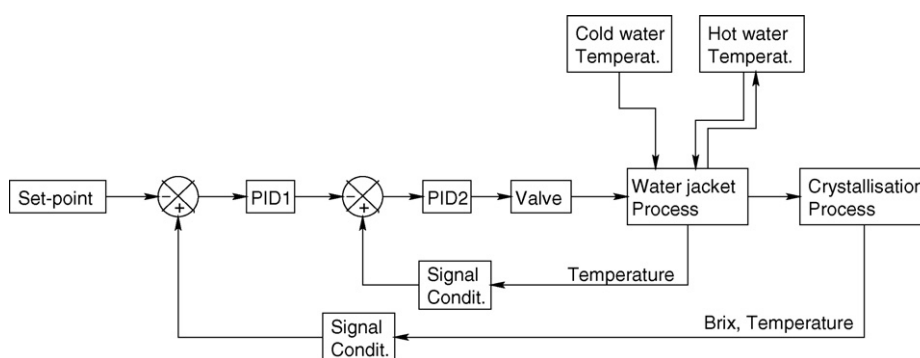 Cold water
Temperat.
Hot water
Temperat.
Set-point
−
+
PID1
−
+
PID2
Valve
Water jacket
Process
Crystallisation
Process
Signal
Condit.
Temperature
Signal
Condit.
Brix, Temperature